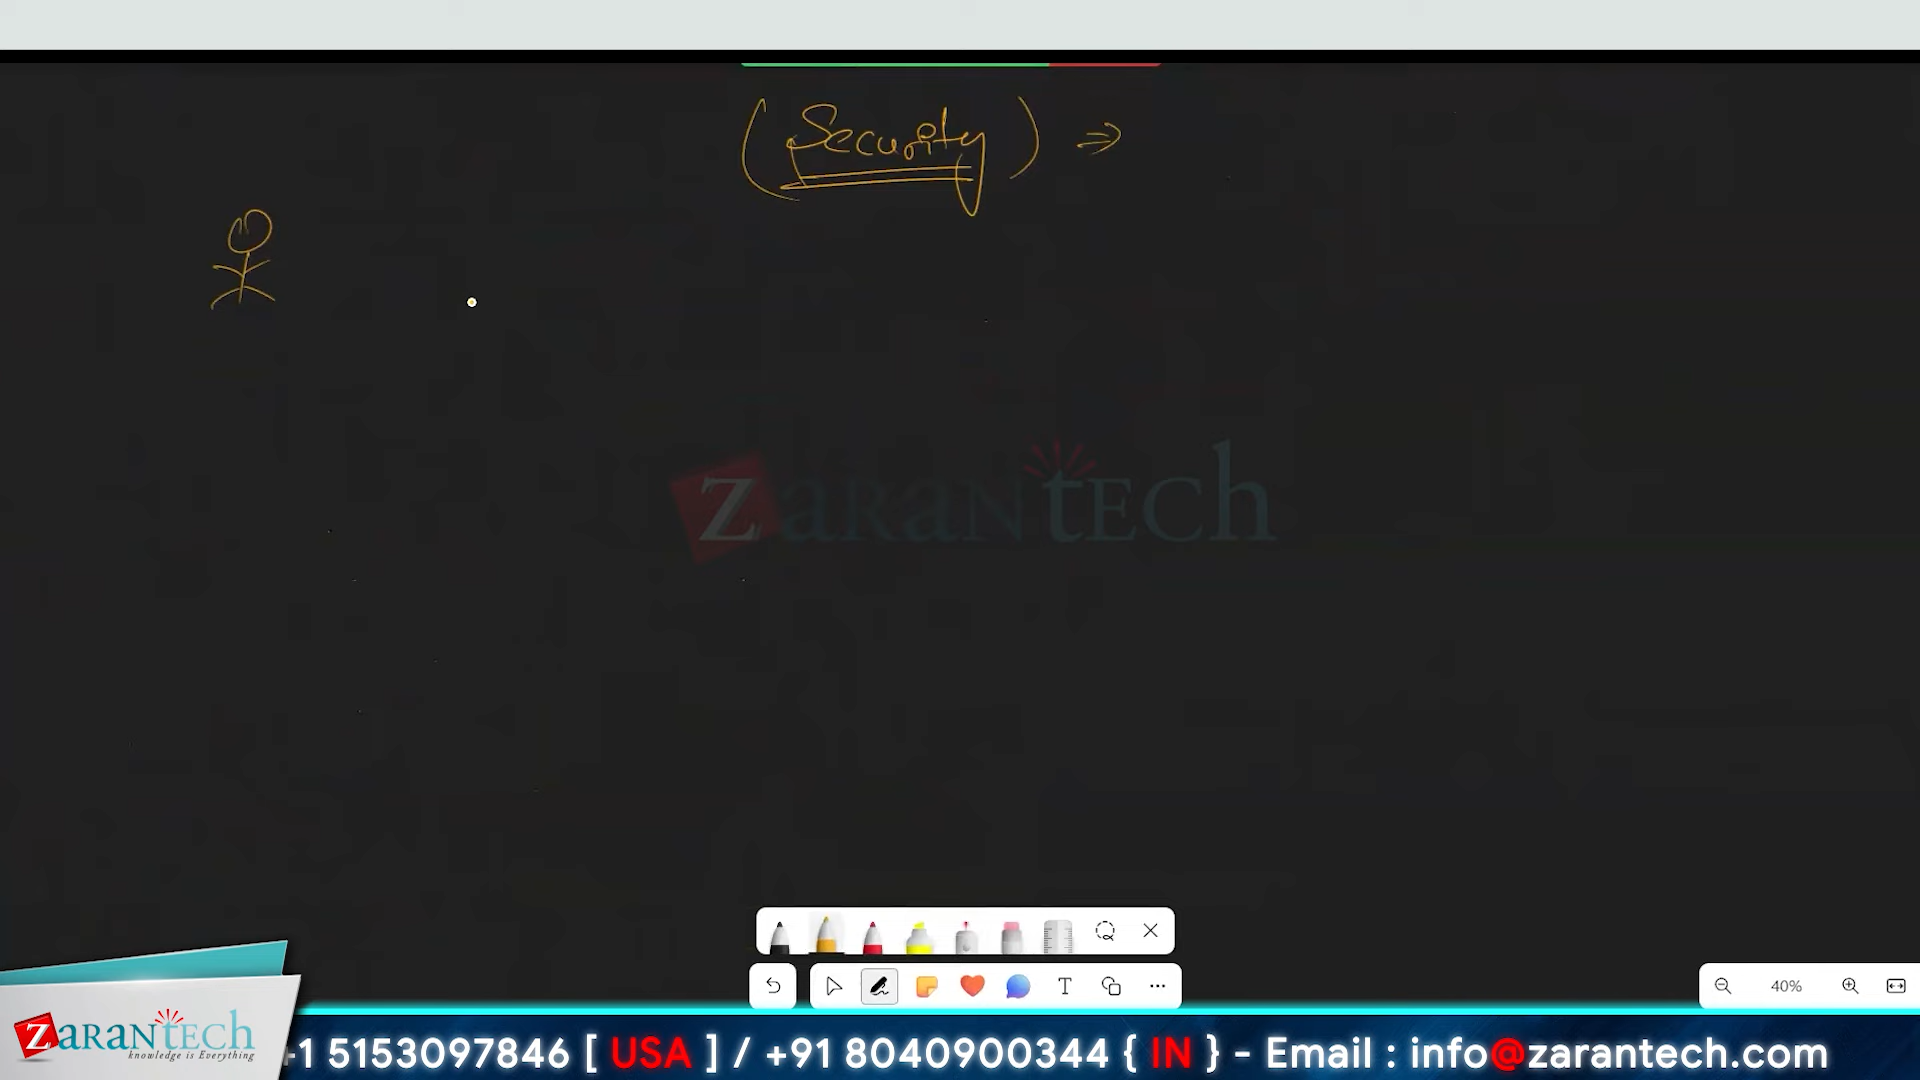 (Security) ⇒
ZARANTECH
40%
ZARANTECH
knowledge is Everything
+1 5153097846 [ USA ] / +91 8040900344 { IN } - Email : info@zarantech.com